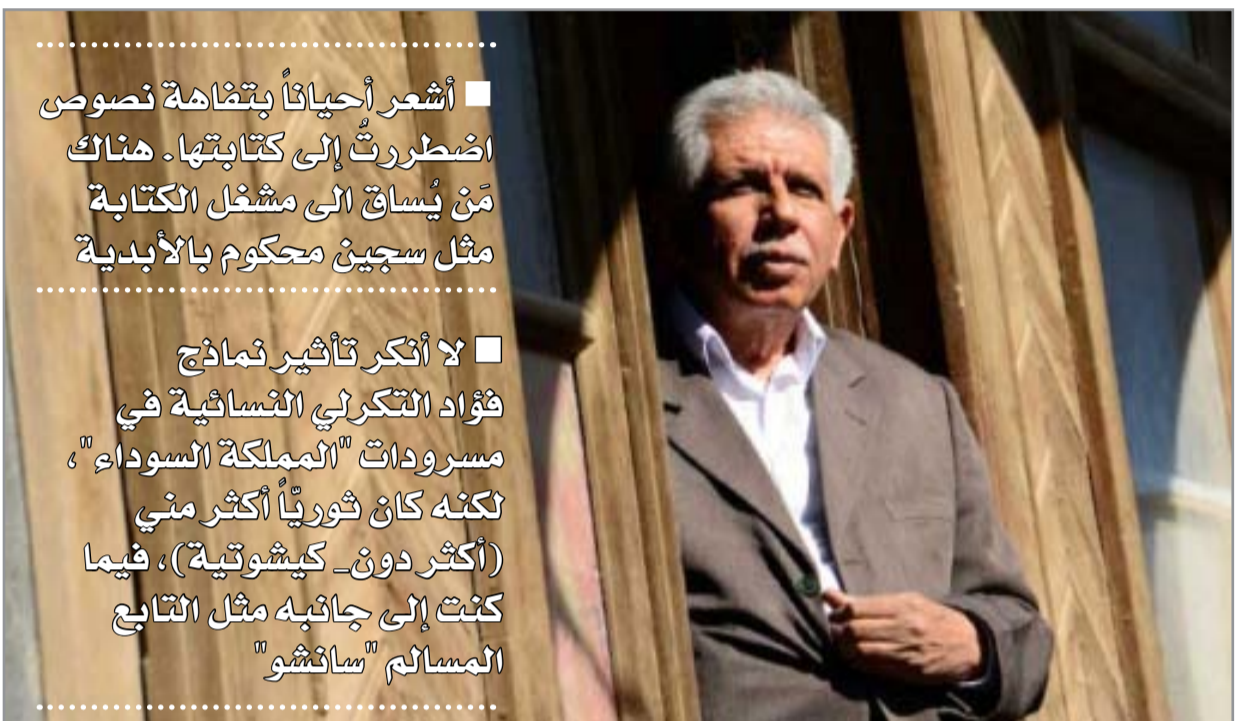 ■ أشعر أحياناً بتفاهة نصوص
اضطررتُ إلى كتابتها. هناك
مَن يُساق الى مشغل الكتابة
مثل سجين محكوم بالأبدية
■ لا أنكر تأثير نماذج
فؤاد التكرلي النسائية في
مسرودات "المملكة السوداء"،
لكنه كان ثوريّاً أكثر مني
(أكثر دون_ كيشوتية)، فيما
كنت إلى جانبه مثل التابع
المسالم "سانشو"